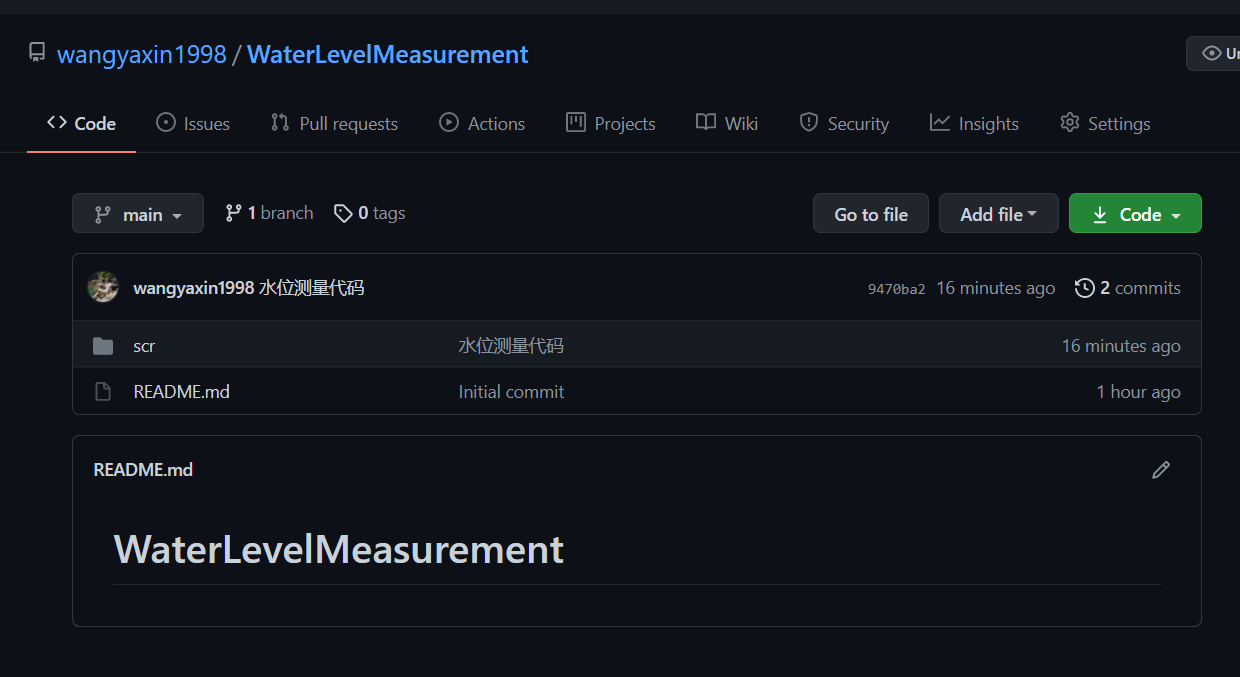 wangyaxin1998 / WaterLevelMeasurement
Un
Code Issues Pull requests Actions Projects Wiki Security Insights Settings
main 1 branch 0 tags Go to file Add file Code
wangyaxin1998 水位测量代码 9470ba2 16 minutes ago 2 commits
scr 水位测量代码 16 minutes ago
README.md Initial commit 1 hour ago
README.md
WaterLevelMeasurement